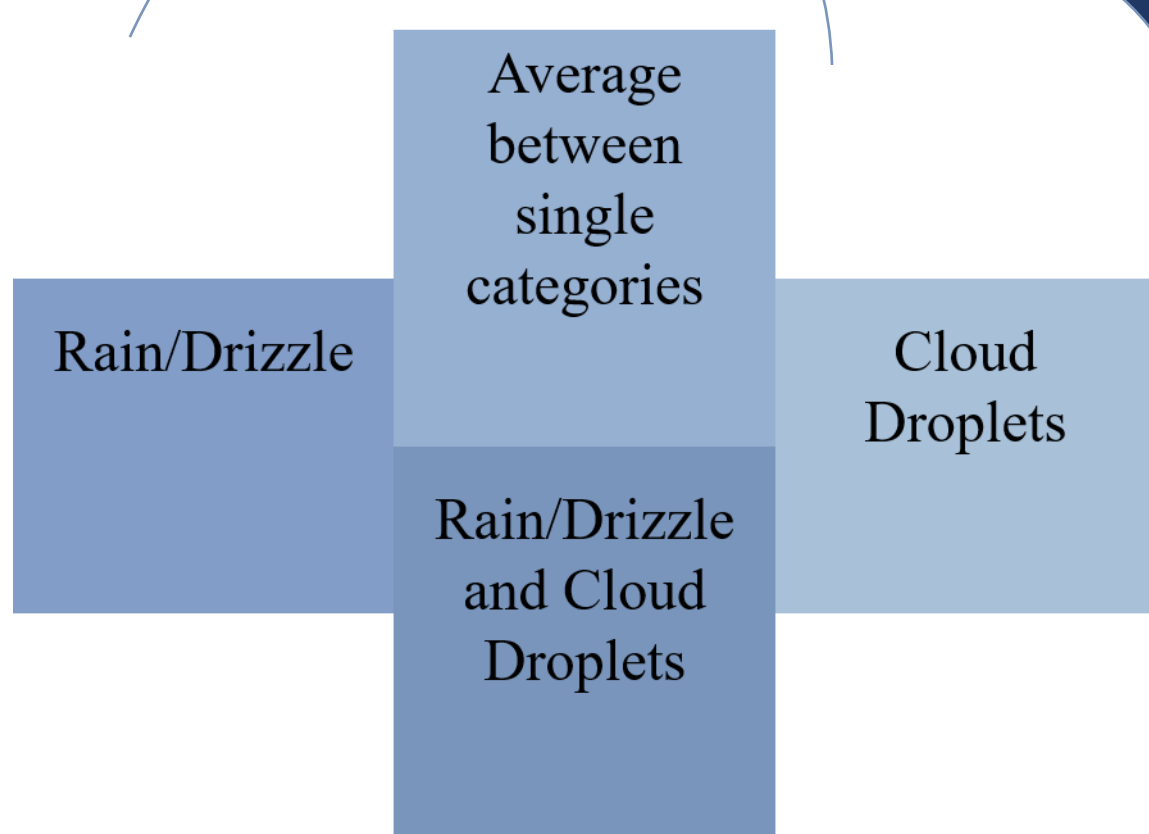 Average
between
single
categories
Rain/Drizzle
Cloud
Droplets
Rain/Drizzle
and Cloud
Droplets